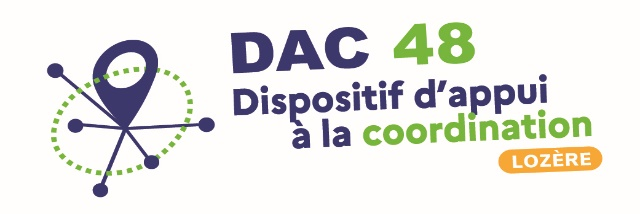 DAC 48
Dispositif d'appui
à la coordination
LOZÈRE